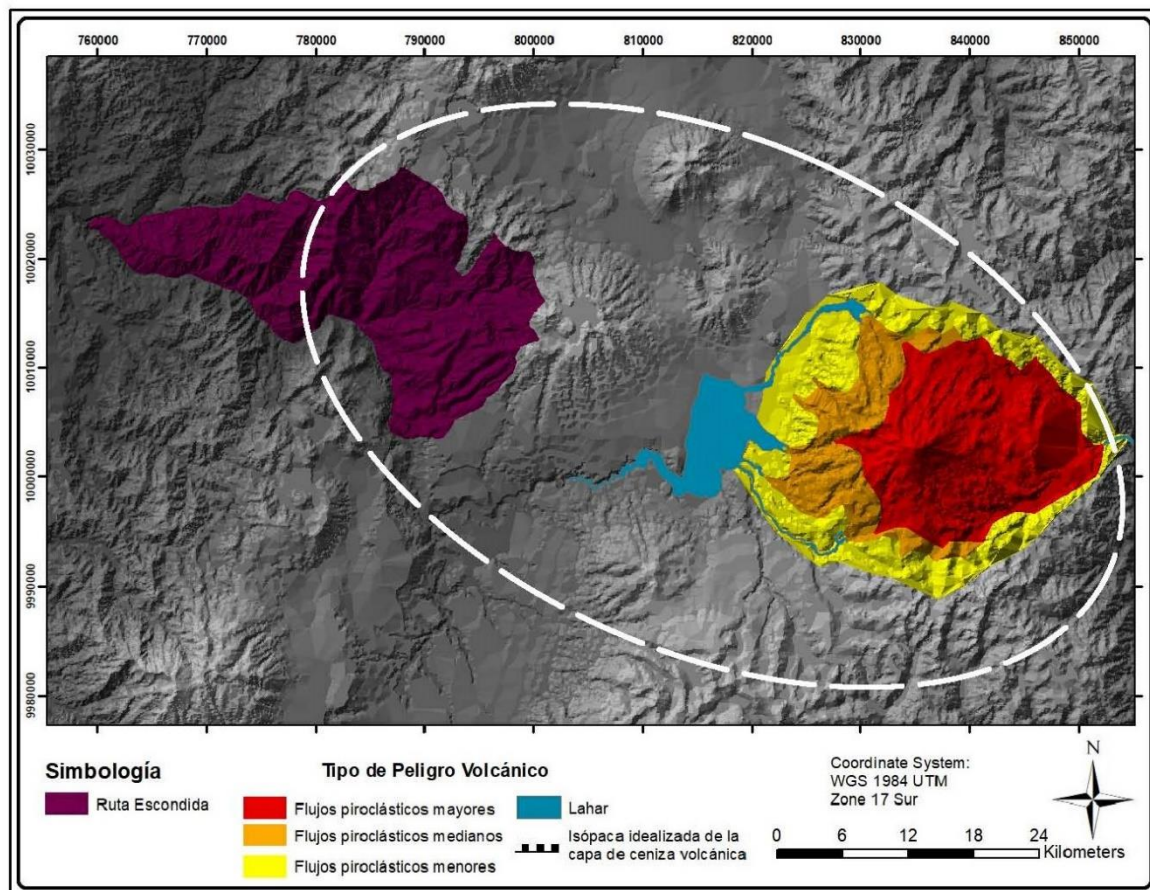 760000 770000 780000 790000 800000 810000 820000 830000 840000 850000
10030000
10020000
10010000
10000000
9990000
9980000
Simbología
Ruta Escondida
Tipo de Peligro Volcánico
Flujos piroclásticos mayores
Flujos piroclásticos medianos
Flujos piroclásticos menores
Lahar
Isópaca idealizada de la
capa de ceniza volcánica
Coordinate System:
WGS 1984 UTM
Zone 17 Sur
N
0 6 12 18 24
Kilometers